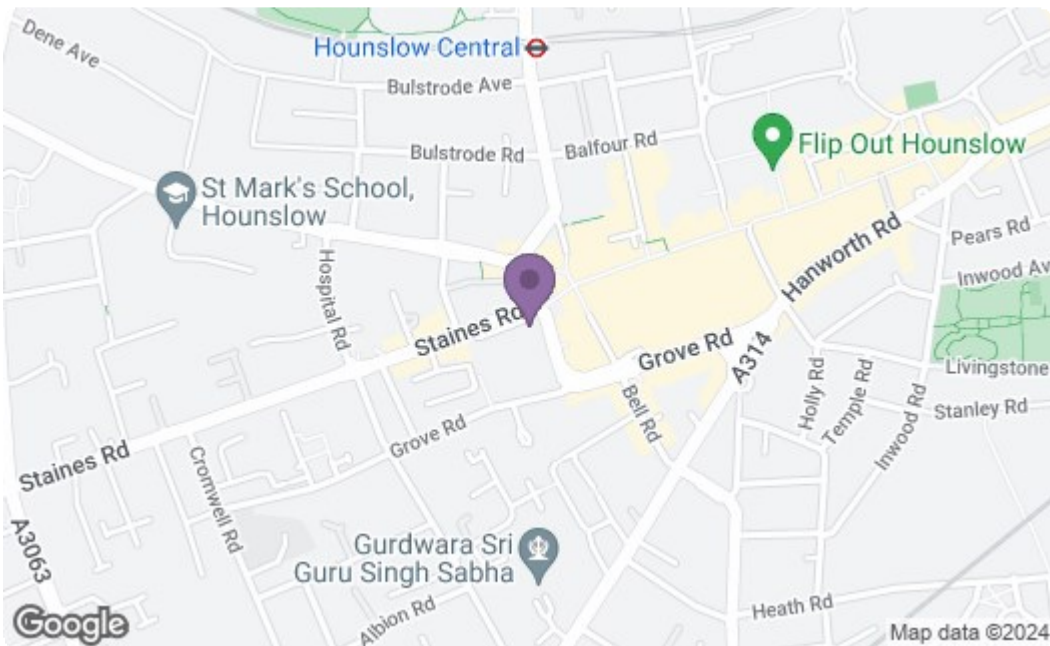 Dene Ave
Hounslow Central
Bulstrode Ave
Bulstrode Rd
Balfour Rd
Flip Out Hounslow
St Mark's School,
Hounslow
Hospital Rd
Hanworth Rd
Pears Rd
Inwood Av
Staines Rd
Grove Rd
A314
Livingstone
Holly Rd
Temple Rd
Inwood Rd
Stanley Rd
Bell Rd
Grove Rd
Staines Rd
Cromwell Rd
A3063
Gurdwara Sri
Guru Singh Sabha
Albion Rd
Heath Rd
Google
Map data ©2024